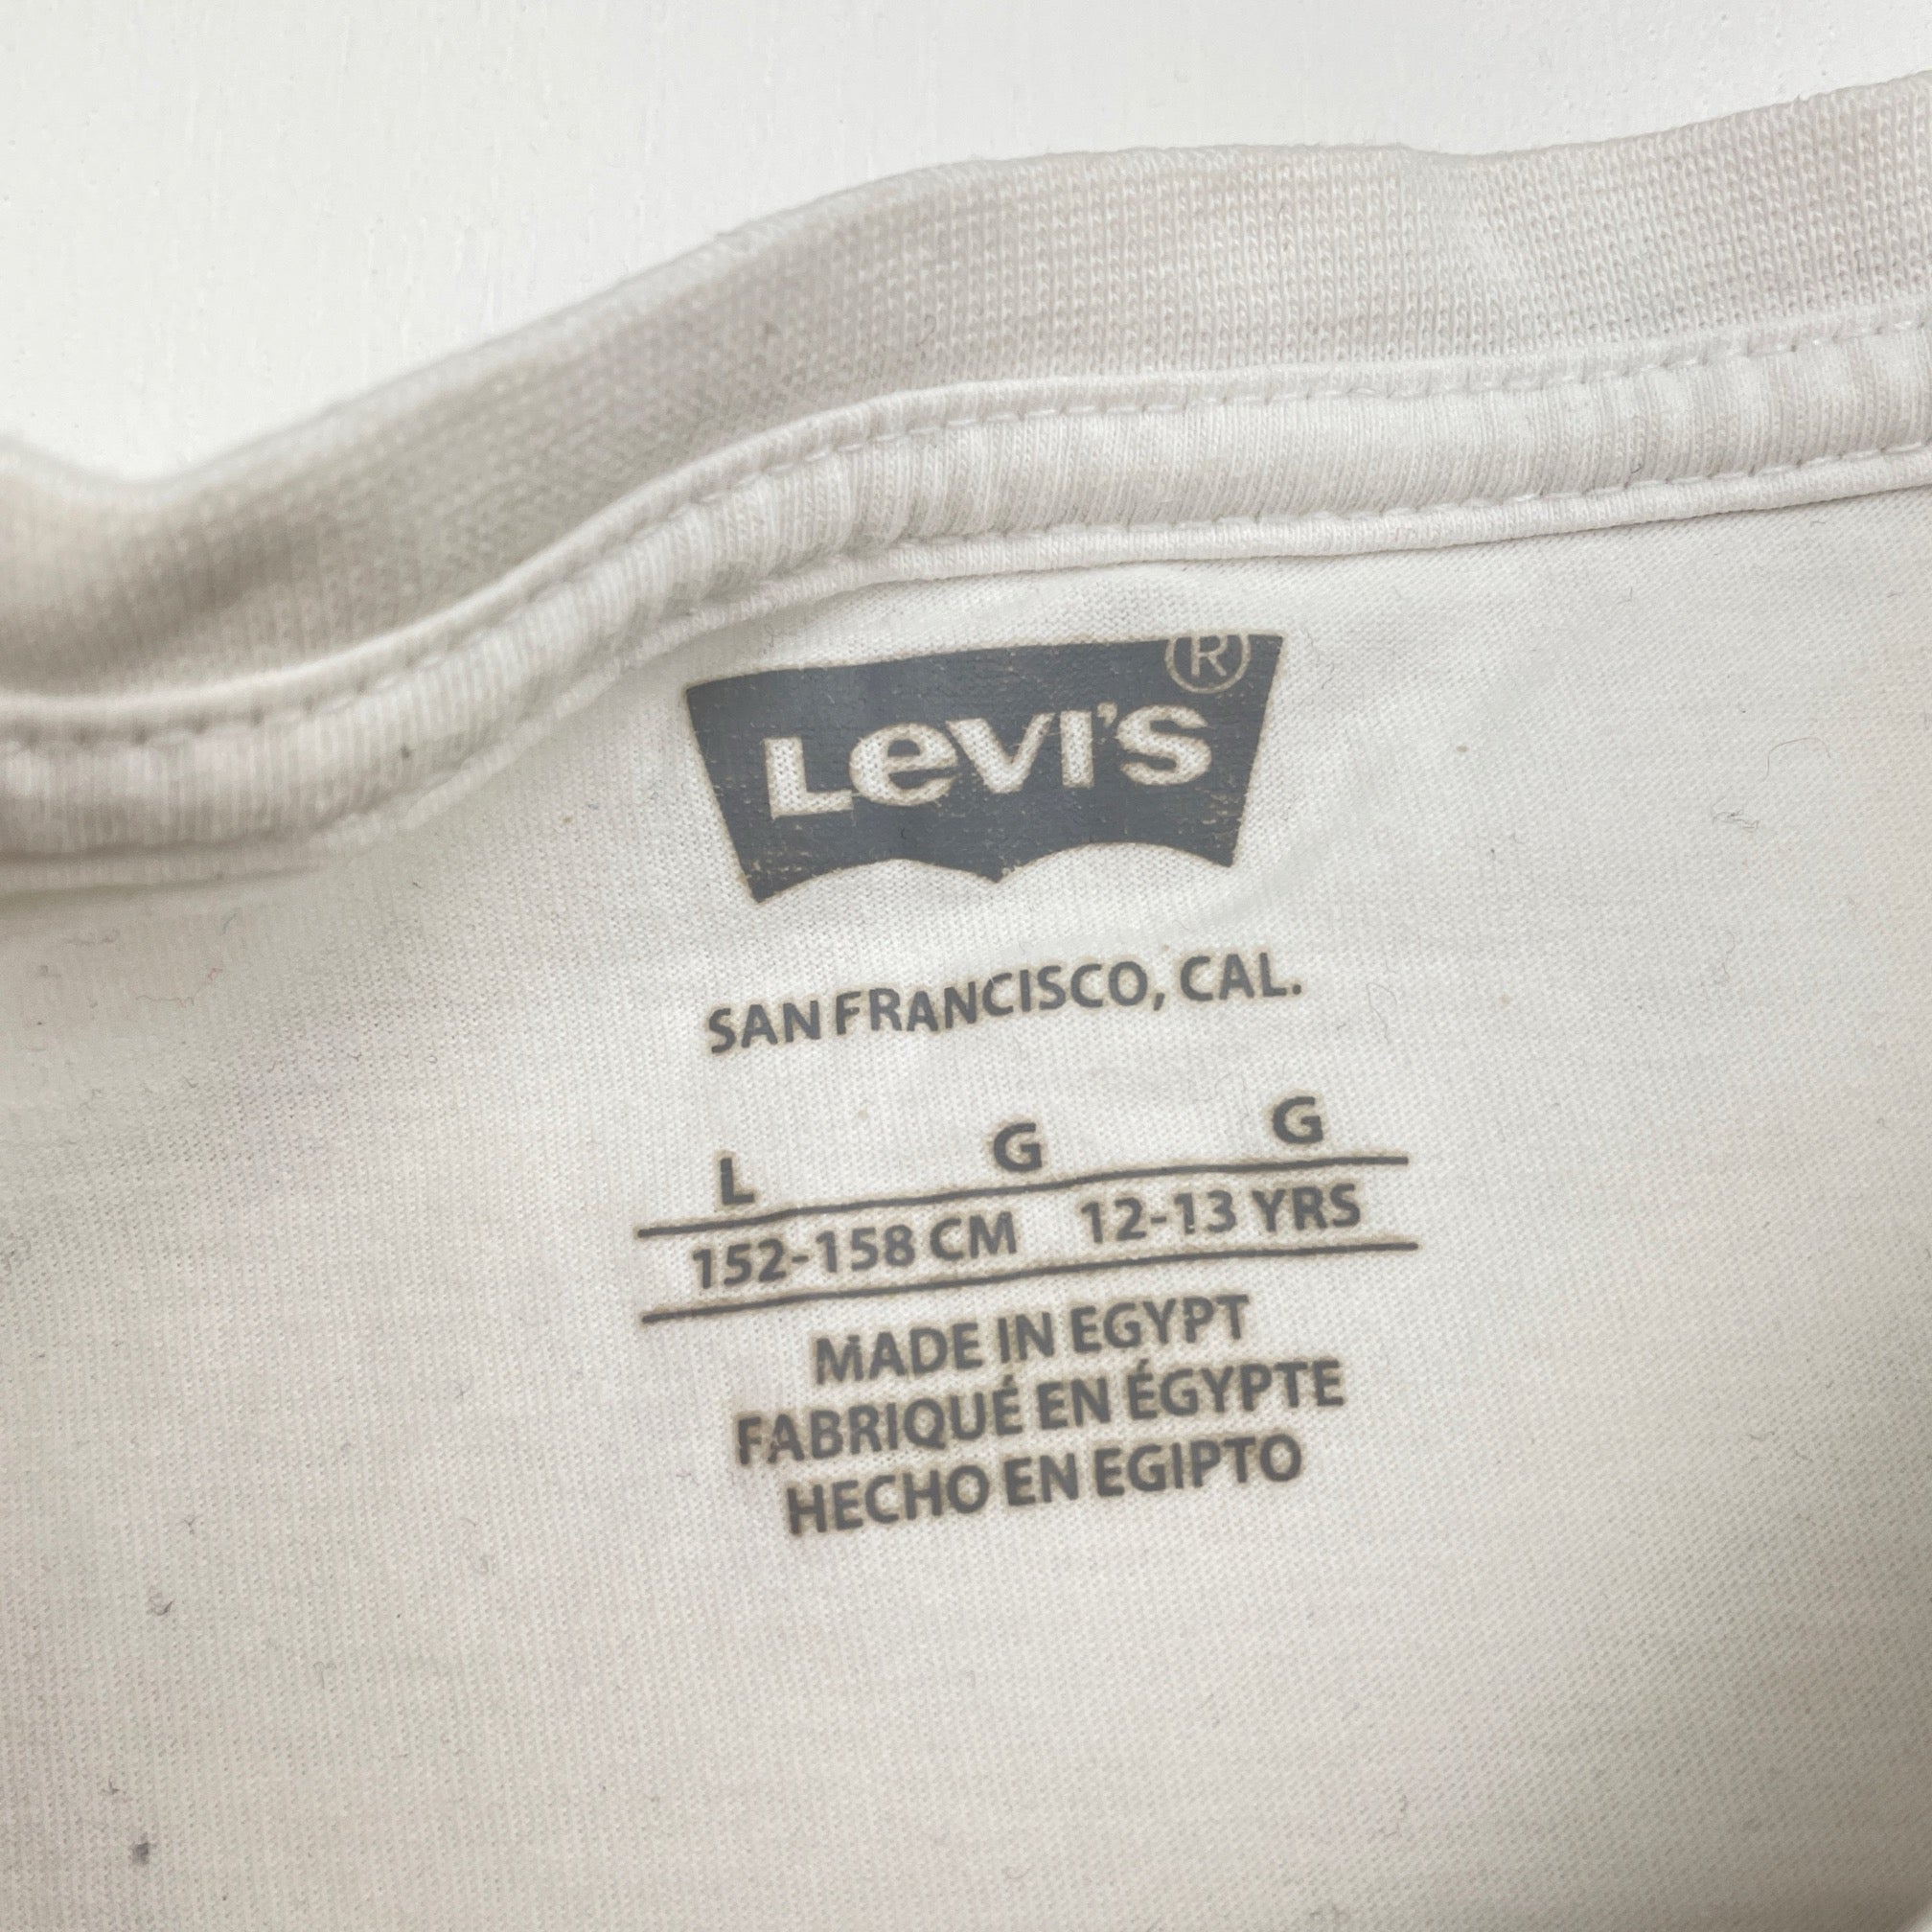 Levi's®
SAN FRANCISCO, CAL.
L G G
152-158 CM 12-13 YRS
MADE IN EGYPT
FABRIQUÉ EN ÉGYPTE
HECHO EN EGIPTO